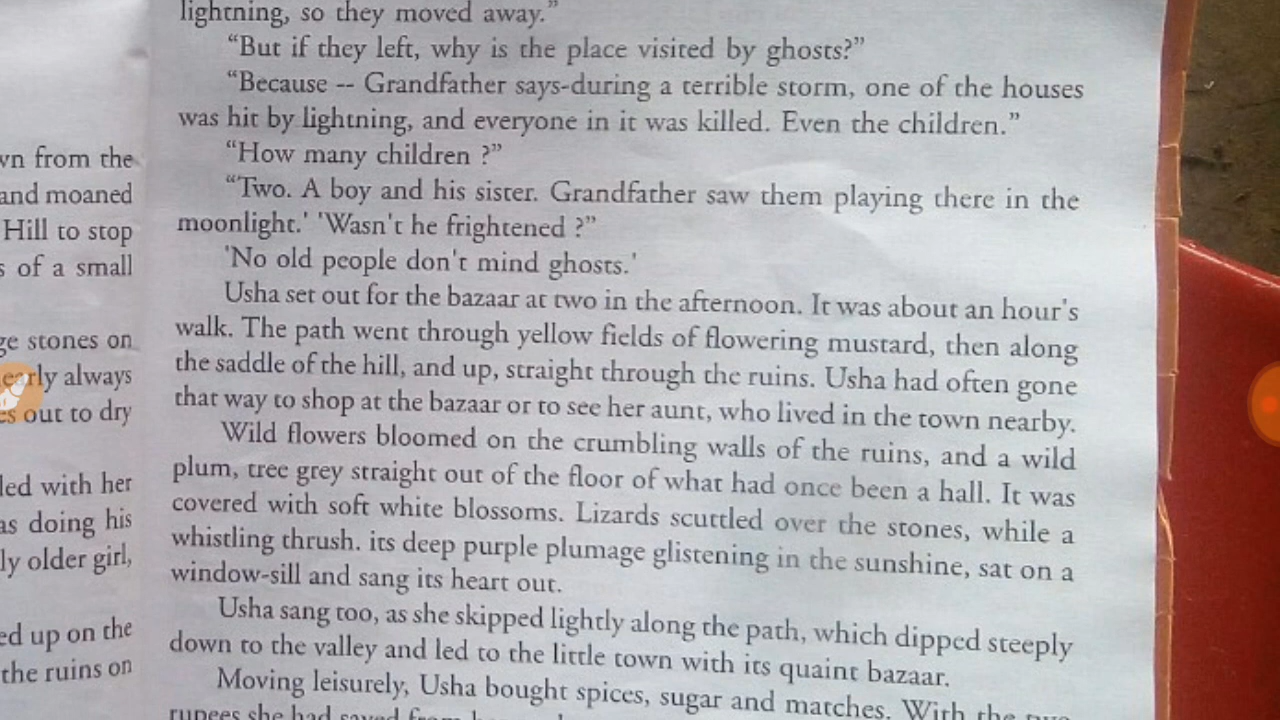 wn from the
and moaned
Hill to stop
s of a small
ge stones on
early always
es out to dry
led with her
as doing his
ly older girl,
ed up on the
the ruins on
lightning, so they moved away."
"But if they left, why is the place visited by ghosts?"
"Because -- Grandfather says-during a terrible storm, one of the houses
was hit by lightning, and everyone in it was killed. Even the children."
"How many children ?"
"Two. A boy and his sister. Grandfather saw them playing there in the
moonlight.' 'Wasn't he frightened ?"
'No old people don't mind ghosts.'
Usha set out for the bazaar at two in the afternoon. It was about an hour's
walk. The path went through yellow fields of flowering mustard, then along
the saddle of the hill, and up, straight through the ruins. Usha had often gone
that way to shop at the bazaar or to see her aunt, who lived in the town nearby.
Wild flowers bloomed on the crumbling walls of the ruins, and a wild
plum, tree grey straight out of the floor of what had once been a hall. It was
covered with soft white blossoms. Lizards scuttled over the stones, while a
whistling thrush. its deep purple plumage glistening in the sunshine, sat on a
window-sill and sang its heart out.
Usha sang too, as she skipped lightly along the path, which dipped steeply
down to the valley and led to the little town with its quaint bazaar.
Moving leisurely, Usha bought spices, sugar and matches. With the
rupees she had saved from